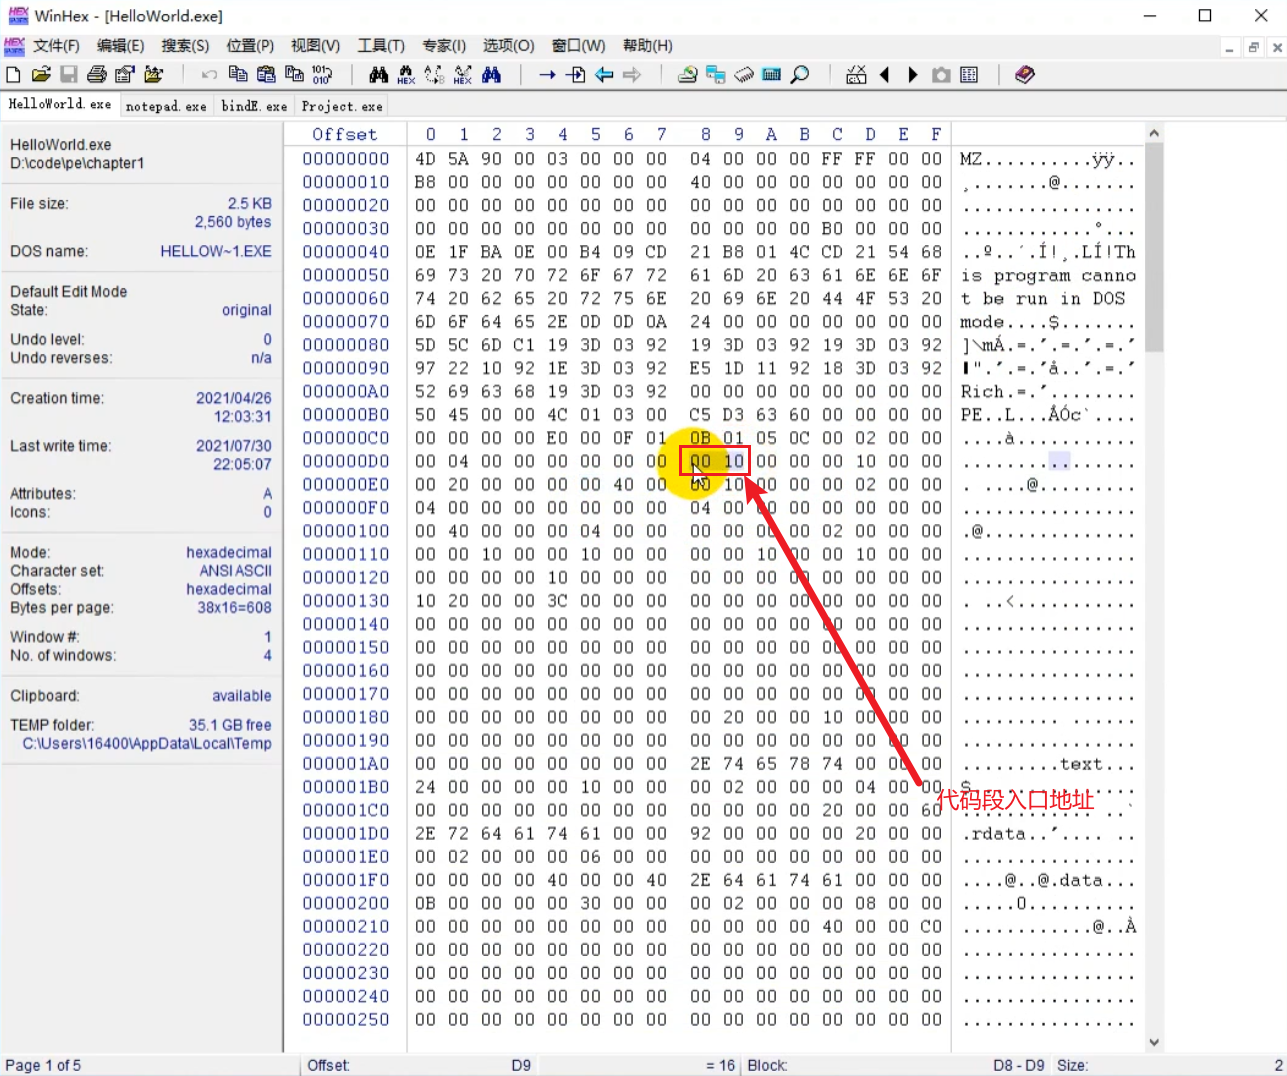 WinHex - [HelloWorld.exe]
文件(F) 编辑(E) 搜索(S) 位置(P) 视图(V) 工具(T) 专家(I) 选项(O) 窗口(W) 帮助(H)
HelloWorld.exe notepad.exe bindE.exe Project.exe
HelloWorld.exe
D:\code\pe\chapter1
File size: 2.5 KB
2,560 bytes
DOS name: HELLOW~1.EXE
Default Edit Mode
State: original
Undo level: 0
Undo reverses: n/a
Creation time: 2021/04/26
12:03:31
Last write time: 2021/07/30
22:05:07
Attributes: A
Icons: 0
Mode: hexadecimal
Character set: ANSI ASCII
Offsets: hexadecimal
Bytes per page: 38x16=608
Window #: 1
No. of windows: 4
Clipboard: available
TEMP folder: 35.1 GB free
C:\Users\16400\AppData\Local\Temp
Offset 0 1 2 3 4 5 6 7 8 9 A B C D E F
00000000 4D 5A 90 00 03 00 00 00 04 00 00 00 FF FF 00 00 MZ..........ÿÿ..
00000010 B8 00 00 00 00 00 00 00 40 00 00 00 00 00 00 00 ¸.......@.......
00000020 00 00 00 00 00 00 00 00 00 00 00 00 00 00 00 00 ................
00000030 00 00 00 00 00 00 00 00 00 00 00 00 B0 00 00 00 ............°...
00000040 0E 1F BA 0E 00 B4 09 CD 21 B8 01 4C CD 21 54 68 ..º..´.Í!¸.LÍ!Th
00000050 69 73 20 70 72 6F 67 72 61 6D 20 63 61 6E 6E 6F is program canno
00000060 74 20 62 65 20 72 75 6E 20 69 6E 20 44 4F 53 20 t be run in DOS
00000070 6D 6F 64 65 2E 0D 0D 0A 24 00 00 00 00 00 00 00 mode....$.......
00000080 5D 5C 6D C1 19 3D 03 92 19 3D 03 92 19 3D 03 92 ]\mÁ.=.’.=.’.=.’
00000090 97 22 10 92 1E 3D 03 92 E5 1D 11 92 18 3D 03 92 ".’.=.’å..’.=.’
000000A0 52 69 63 68 19 3D 03 92 00 00 00 00 00 00 00 00 Rich.=.’........
000000B0 50 45 00 00 4C 01 03 00 C5 D3 63 60 00 00 00 00 PE..L...ÅÓc`....
000000C0 00 00 00 00 E0 00 0F 01 0B 01 05 0C 00 02 00 00 ....à...........
000000D0 00 04 00 00 00 00 00 0 00 10 00 00 00 10 00 00 ................
000000E0 00 20 00 00 00 00 40 00 00 10 00 00 00 02 00 00 . ....@.........
000000F0 04 00 00 00 00 00 00 00 04 00 00 00 00 00 00 00 ................
00000100 00 40 00 00 00 04 00 00 00 00 00 00 02 00 00 00 .@..............
00000110 00 00 10 00 00 10 00 00 00 00 10 00 00 10 00 00 ................
00000120 00 00 00 00 10 00 00 00 00 00 00 00 00 00 00 00 ................
00000130 10 20 00 00 3C 00 00 00 00 00 00 00 00 00 00 00 . ..<...........
00000140 00 00 00 00 00 00 00 00 00 00 00 00 00 00 00 00 ................
00000150 00 00 00 00 00 00 00 00 00 00 00 00 00 00 00 00 ................
00000160 00 00 00 00 00 00 00 00 00 00 00 00 00 00 00 00 ................
00000170 00 00 00 00 00 00 00 00 00 00 00 00 00 00 00 00 ................
00000180 00 00 00 00 00 00 00 00 00 20 00 00 10 00 00 00 ......... ......
00000190 00 00 00 00 00 00 00 00 00 00 00 00 00 00 00 00 ................
000001A0 00 00 00 00 00 00 00 00 2E 74 65 78 74 00 00 00 .........text...
000001B0 24 00 00 00 00 10 00 00 00 02 00 00 00 04 00 00 $...............
代码段入口地址
000001C0 00 00 00 00 00 00 00 00 00 00 00 00 20 00 00 60 ............ ..`
000001D0 2E 72 64 61 74 61 00 00 92 00 00 00 00 20 00 00 .rdata..’.... ..
000001E0 00 02 00 00 00 06 00 00 00 00 00 00 00 00 00 00 ................
000001F0 00 00 00 00 40 00 00 40 2E 64 61 74 61 00 00 00 ....@..@.data...
00000200 0B 00 00 00 00 30 00 00 00 02 00 00 00 08 00 00 .....0..........
00000210 00 00 00 00 00 00 00 00 00 00 00 00 40 00 00 C0 ............@..À
00000220 00 00 00 00 00 00 00 00 00 00 00 00 00 00 00 00 ................
00000230 00 00 00 00 00 00 00 00 00 00 00 00 00 00 00 00 ................
00000240 00 00 00 00 00 00 00 00 00 00 00 00 00 00 00 00 ................
00000250 00 00 00 00 00 00 00 00 00 00 00 00 00 00 00 00 ................
Page 1 of 5 Offset: D9 = 16 Block: D8 - D9 Size: 2